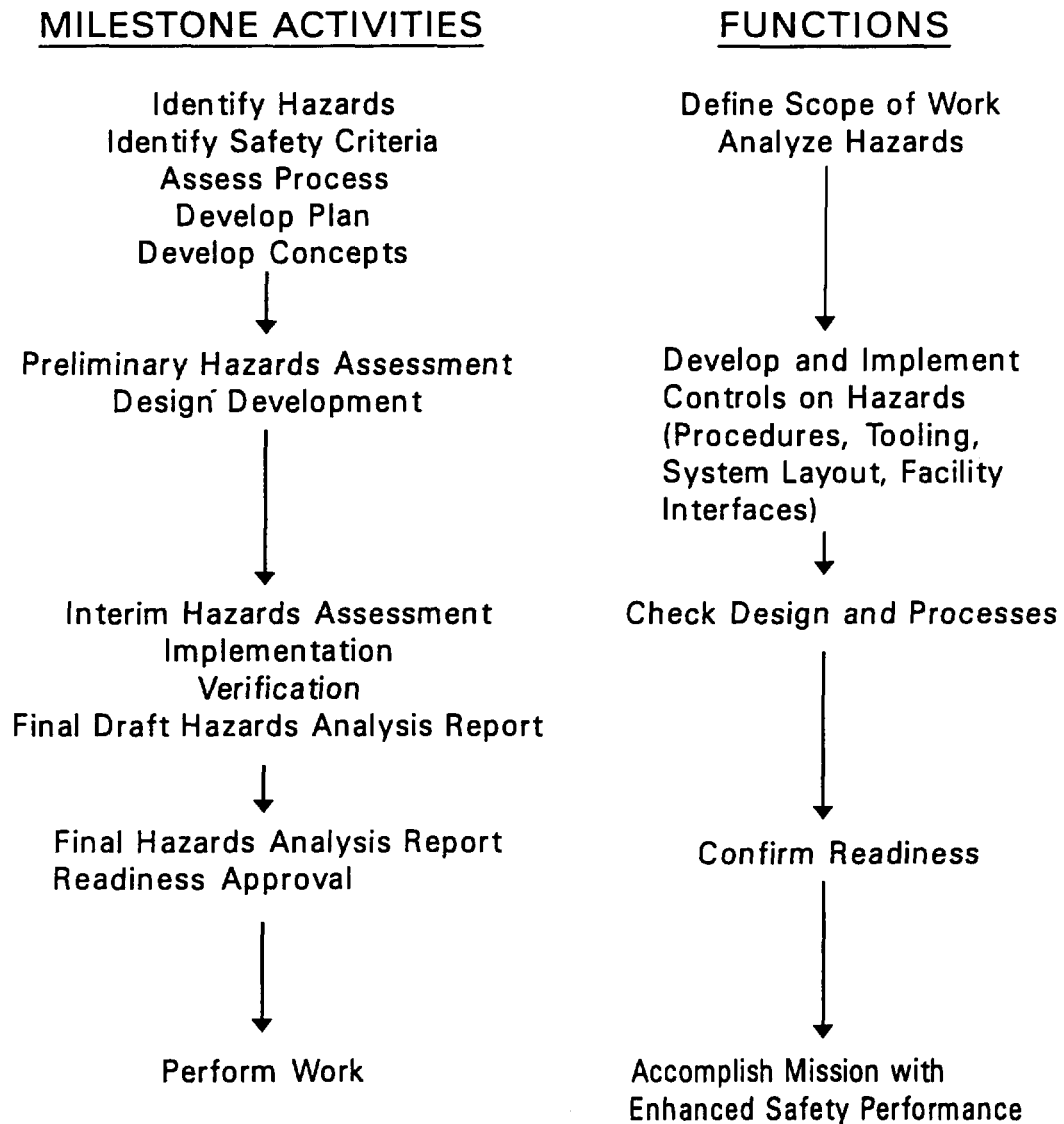 MILESTONE ACTIVITIES
Identify Hazards
Identify Safety Criteria
Assess Process
Develop Plan
Develop Concepts
Preliminary Hazards Assessment
Design Development
Interim Hazards Assessment
Implementation
Verification
Final Draft Hazards Analysis Report
Final Hazards Analysis Report
Readiness Approval
Perform Work
FUNCTIONS
Define Scope of Work
Analyze Hazards
Develop and Implement
Controls on Hazards
(Procedures, Tooling,
System Layout, Facility
Interfaces)
Check Design and Processes
Confirm Readiness
Accomplish Mission with
Enhanced Safety Performance